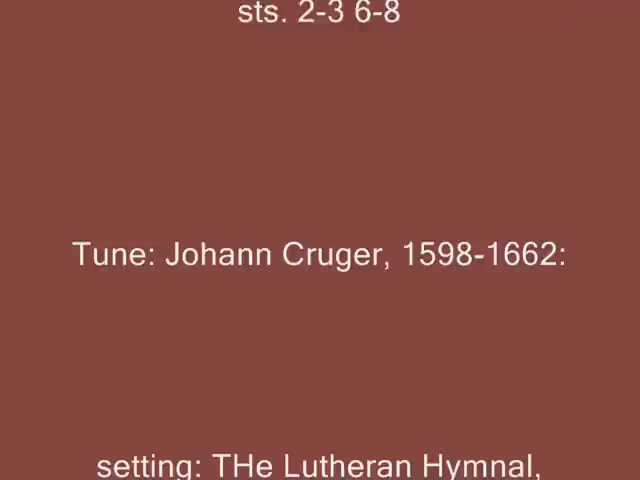 sts. 2-3 6-8
Tune: Johann Cruger, 1598-1662:
setting: THe Lutheran Hymnal,